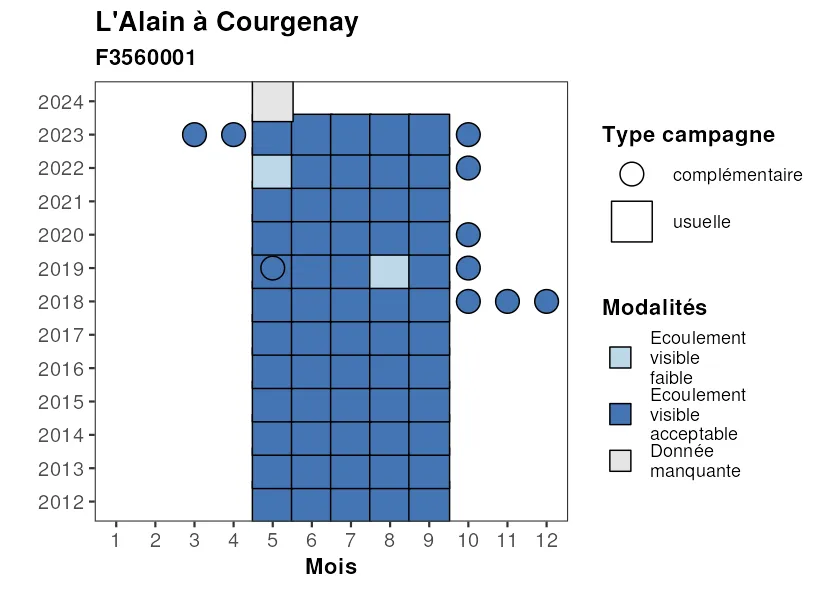 L'Alain à Courgenay
F3560001
2024
2023
2022
2021
2020
2019
2018
2017
2016
2015
2014
2013
2012
1 2 3 4 5 6 7 8 9 10 11 12
Mois
Type campagne
complémentaire
usuelle
Modalités
Ecoulement
visible
faible
Ecoulement
visible
acceptable
Donnée
manquante